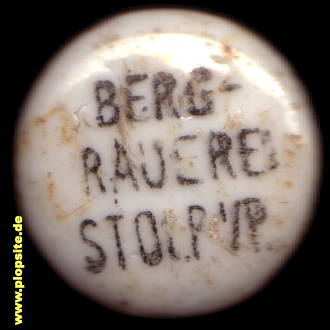 BERG-
RAUEREI
STOLP I/P.
www.plopsite.de